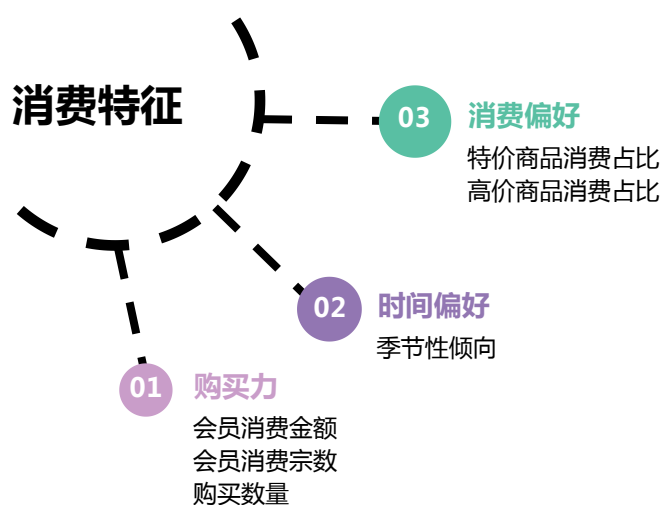 消费特征
03
消费偏好
特价商品消费占比
高价商品消费占比
02
时间偏好
季节性倾向
01
购买力
会员消费金额
会员消费宗数
购买数量